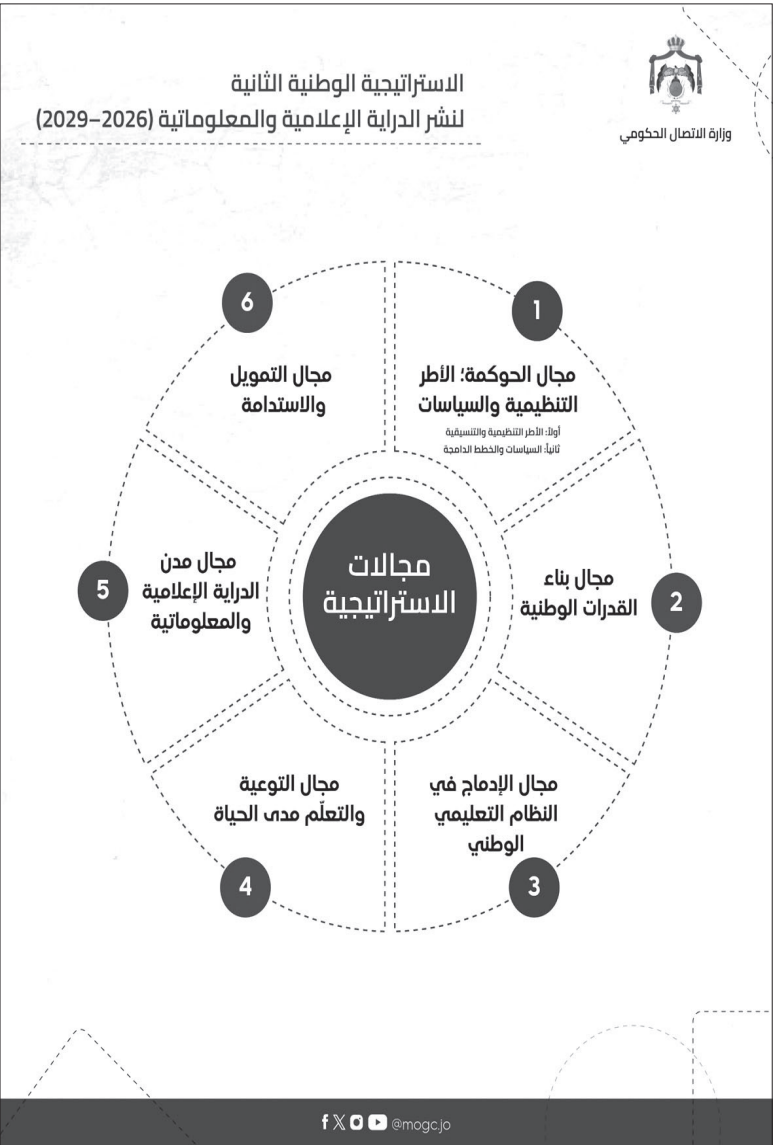 وزارة الاتصال الحكومي
الاستراتيجية الوطنية الثانية
لنشر الدراية الإعلامية والمعلوماتية (2026–2029)
مجالات
الاستراتيجية
1
مجال الحوكمة؛ الأطر
التنظيمية والسياسات
أولاً: الأطر التنظيمية والتنسيقية
ثانياً: السياسات والخطط الدامجة
2
مجال بناء
القدرات الوطنية
3
مجال الإدماج في
النظام التعليمي
الوطني
4
مجال التوعية
والتعلّم مدى الحياة
5
مجال مدن
الدراية الإعلامية
والمعلوماتية
6
مجال التمويل
والاستدامة
@mogc.jo